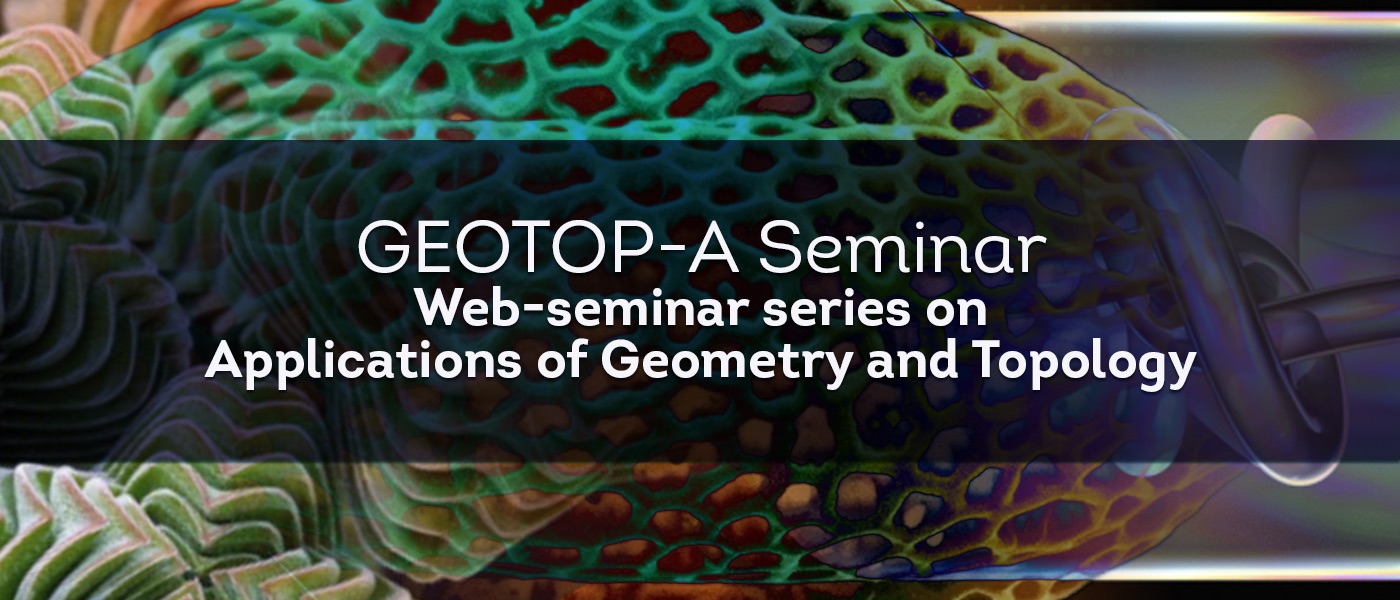 GEOTOP-A Seminar
Web-seminar series on
Applications of Geometry and Topology